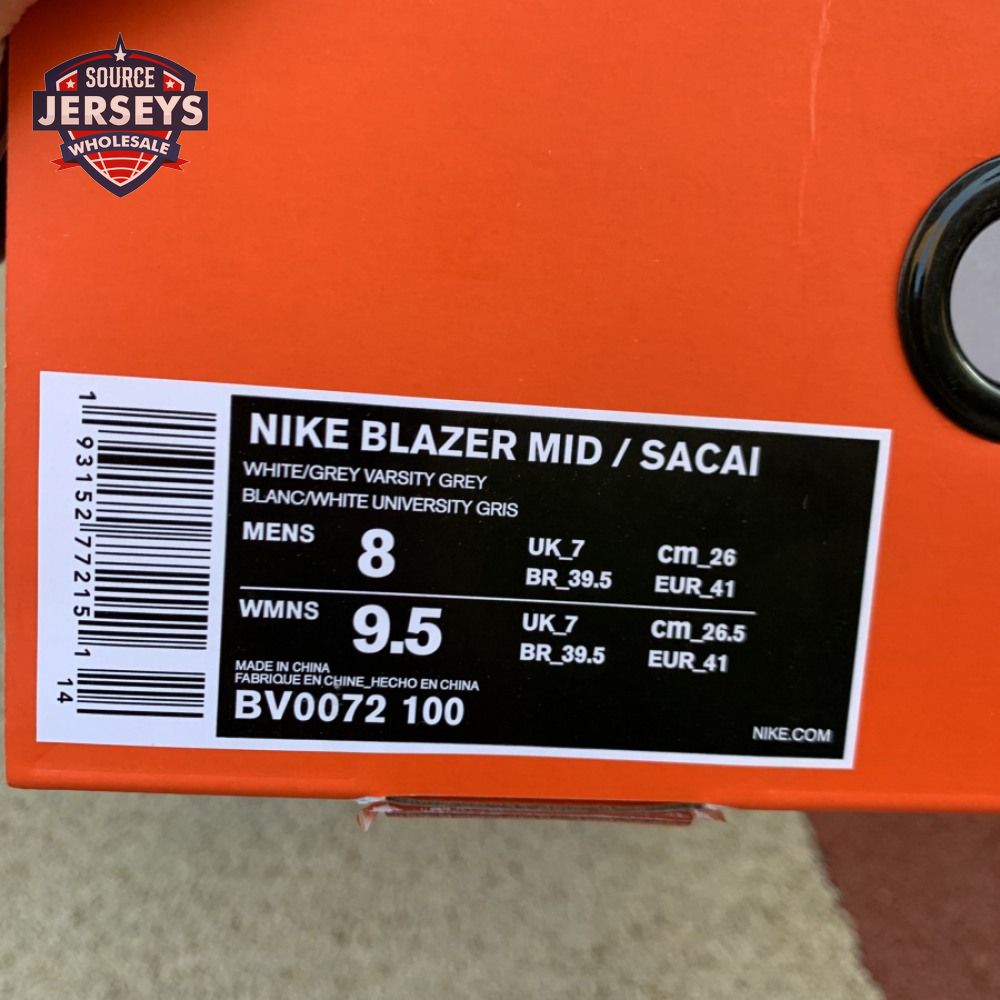 SOURCE
JERSEYS
WHOLESALE
NIKE BLAZER MID / SACAI
WHITE/GREY VARSITY GREY
BLANC/WHITE UNIVERSITY GRIS
MENS 8 UK_7 cm_26
BR_39.5 EUR_41
WMNS 9.5 UK_7 cm_26.5
BR_39.5 EUR_41
MADE IN CHINA
FABRIQUE EN CHINE_HECHO EN CHINA
BV0072 100
NIKE.COM
1 93152 77215 1
14